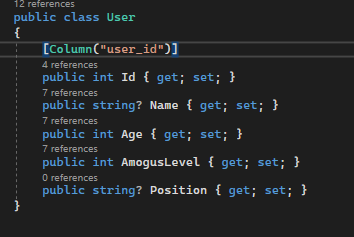 12 references
public class User
{
[Column("user_id")]
4 references
public int Id { get; set; }
7 references
public string? Name { get; set; }
7 references
public int Age { get; set; }
7 references
public int AmogusLevel { get; set; }
0 references
public string? Position { get; set; }
}